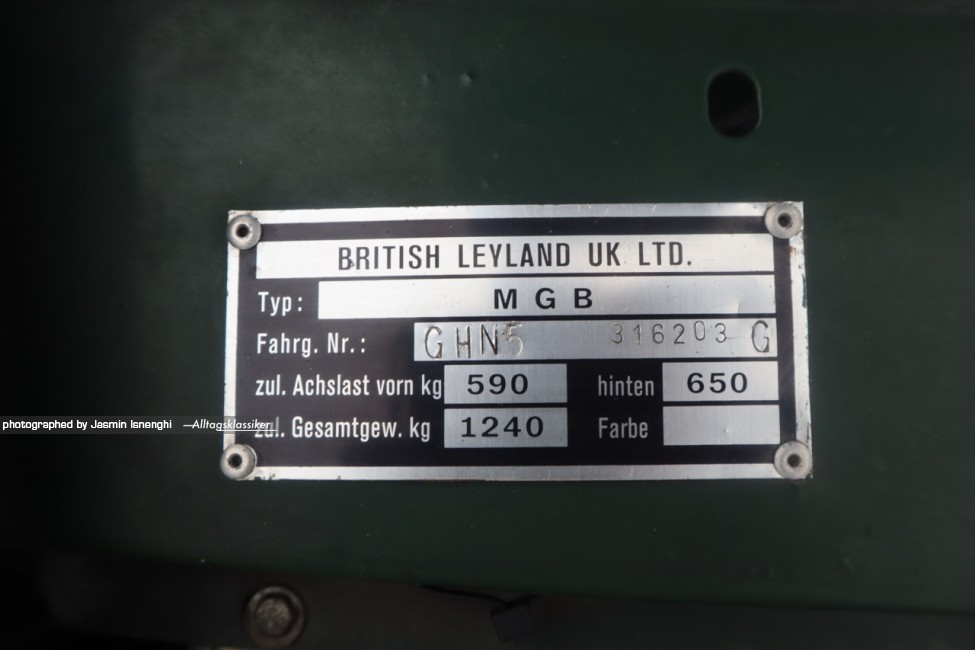 BRITISH LEYLAND UK LTD.
Typ: MGB
Fahrg. Nr.: GHN5 316203 G
zul. Achslast vorn kg 590 hinten 650
zul. Gesamtgew. kg 1240 Farbe
photographed by Jasmin Isnenghi —Alltagsklassiker